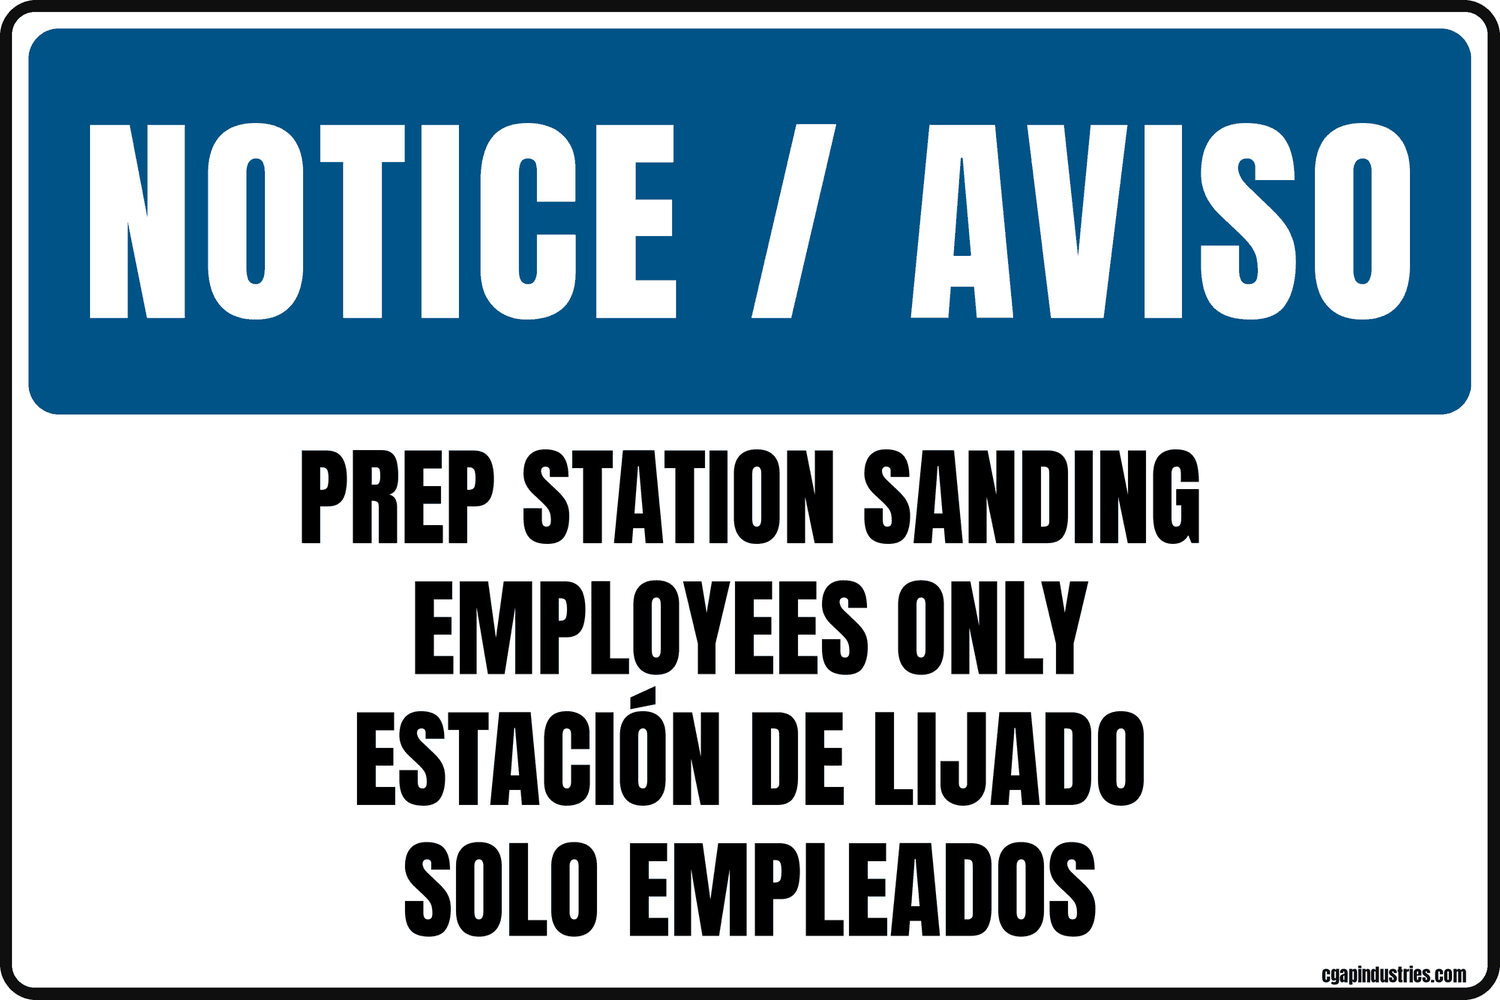 NOTICE / AVISO
PREP STATION SANDING
EMPLOYEES ONLY
ESTACIÓN DE LIJADO
SOLO EMPLEADOS
cgapindustries.com